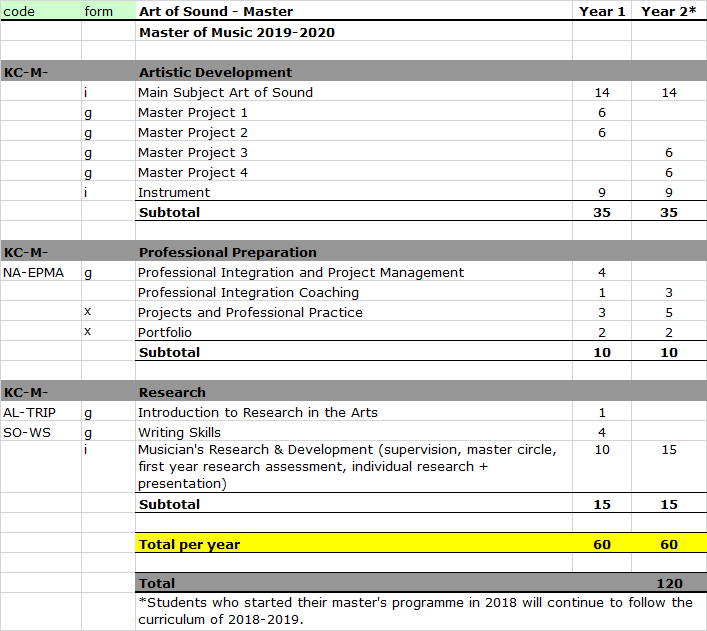 code form Art of Sound - Master Year 1 Year 2*
Master of Music 2019-2020
KC-M- Artistic Development
i Main Subject Art of Sound 14 14
g Master Project 1 6
g Master Project 2 6
g Master Project 3 6
g Master Project 4 6
i Instrument 9 9
Subtotal 35 35
KC-M- Professional Preparation
NA-EPMA g Professional Integration and Project Management 4
Professional Integration Coaching 1 3
x Projects and Professional Practice 3 5
x Portfolio 2 2
Subtotal 10 10
KC-M- Research
AL-TRIP g Introduction to Research in the Arts 1
SO-WS g Writing Skills 4
i Musician's Research & Development (supervision, master circle, 10 15
first year research assessment, individual research +
presentation)
Subtotal 15 15
Total per year 60 60
Total 120
*Students who started their master's programme in 2018 will continue to follow the
curriculum of 2018-2019.